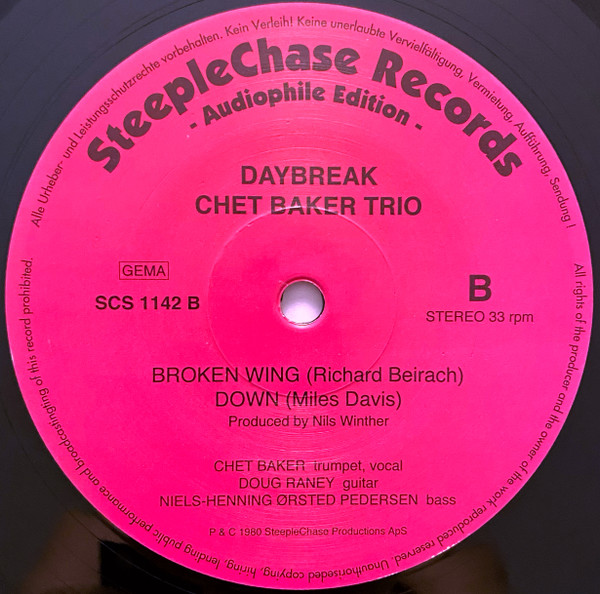 Alle Urheber- und Leistungsschutzrechte vorbehalten. Kein Verleih! Keine unerlaubte Vervielfältigung, Vermietung, Aufführung, Sendung !
SteepleChase Records
- Audiophile Edition -
DAYBREAK
CHET BAKER TRIO
GEMA
SCS 1142 B
B
STEREO 33 rpm
BROKEN WING (Richard Beirach)
DOWN (Miles Davis)
Produced by Nils Winther
CHET BAKER trumpet, vocal
DOUG RANEY guitar
NIELS-HENNING ØRSTED PEDERSEN bass
P & C 1980 SteepleChase Productions ApS
All rights of the producer and the owner of the work reproduced reserved. Unauthorised copying, hiring, lending public performance and broadcastingting of this record prohibited.